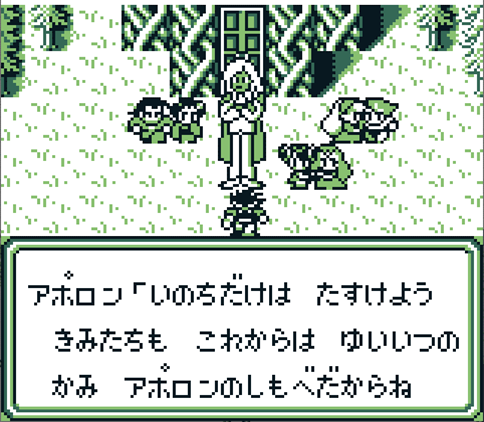 アポロン「いのちだけは　たすけよう
きみたちも　これからは　ゆいいつの
かみ　アポロンのしもべだからね